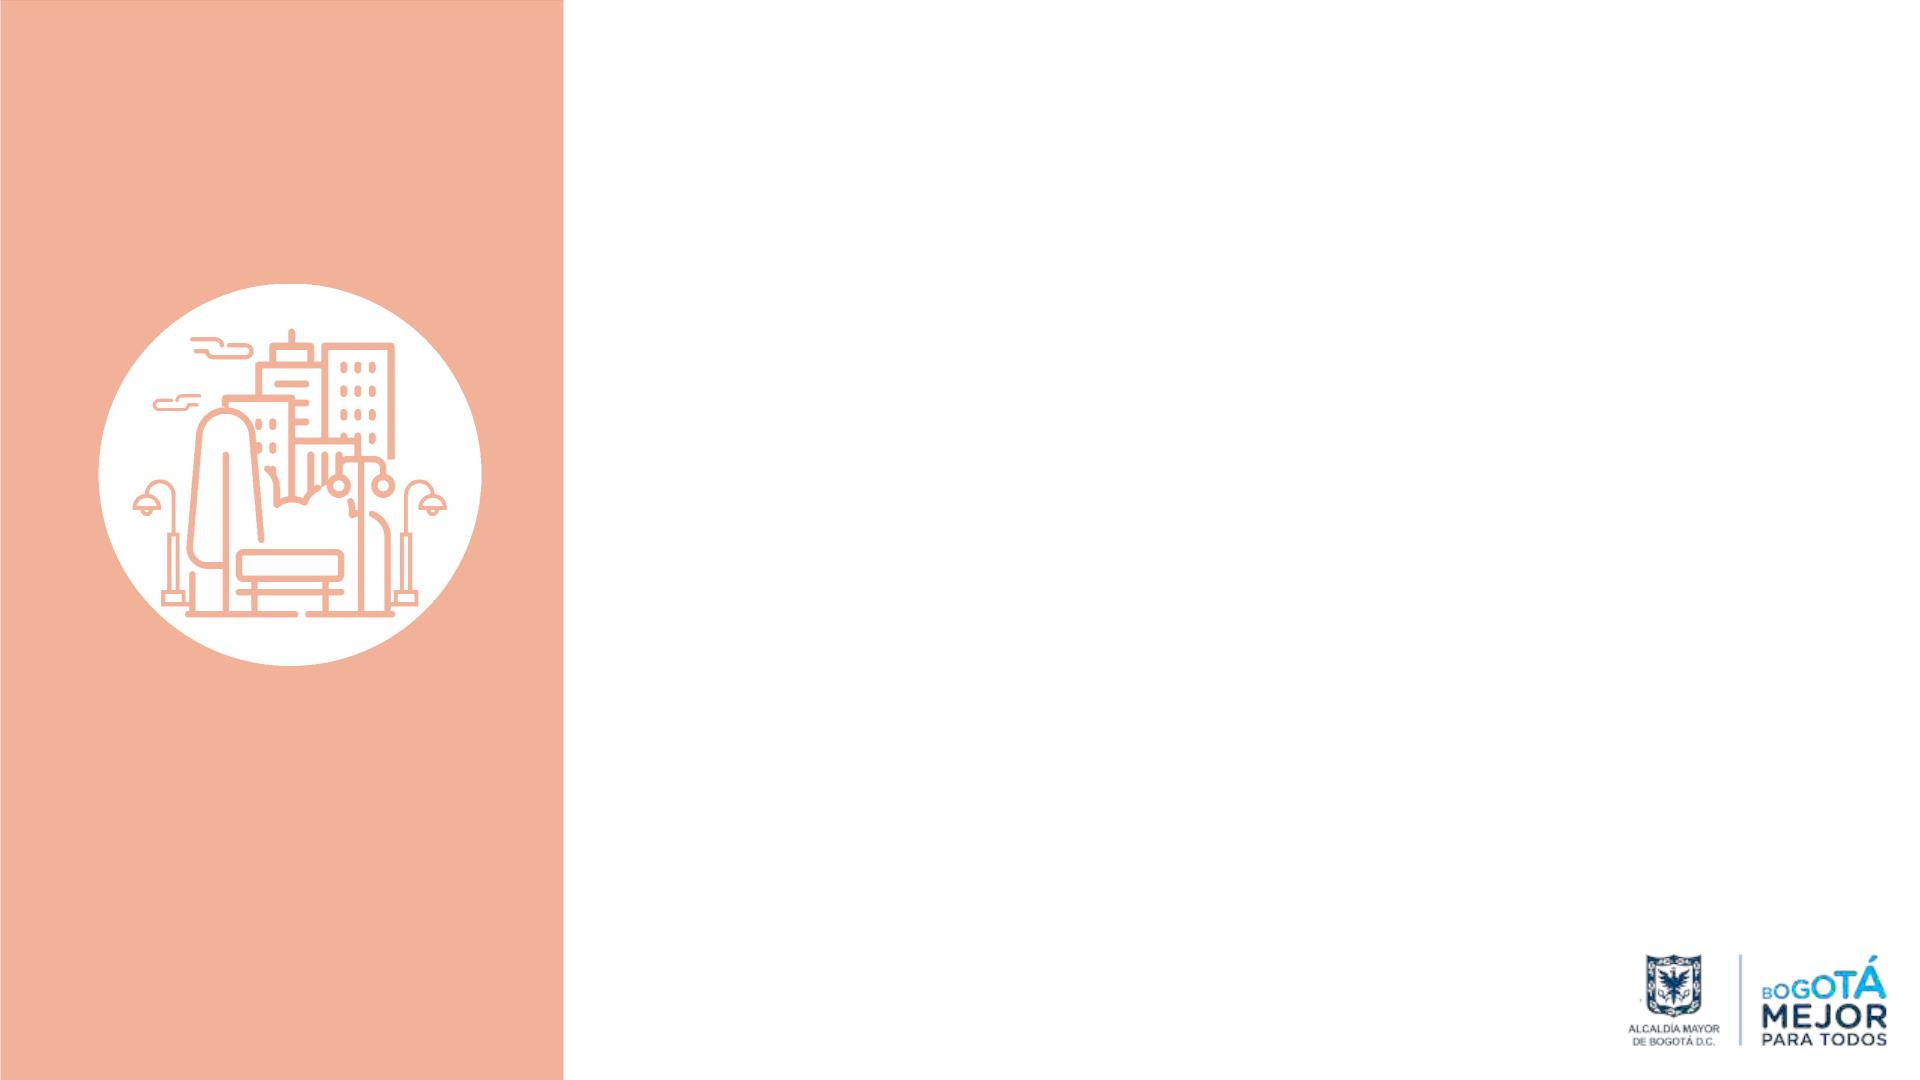 ALCALDÍA MAYOR
DE BOGOTÁ D.C.
BOGOTÁ
MEJOR
PARA TODOS